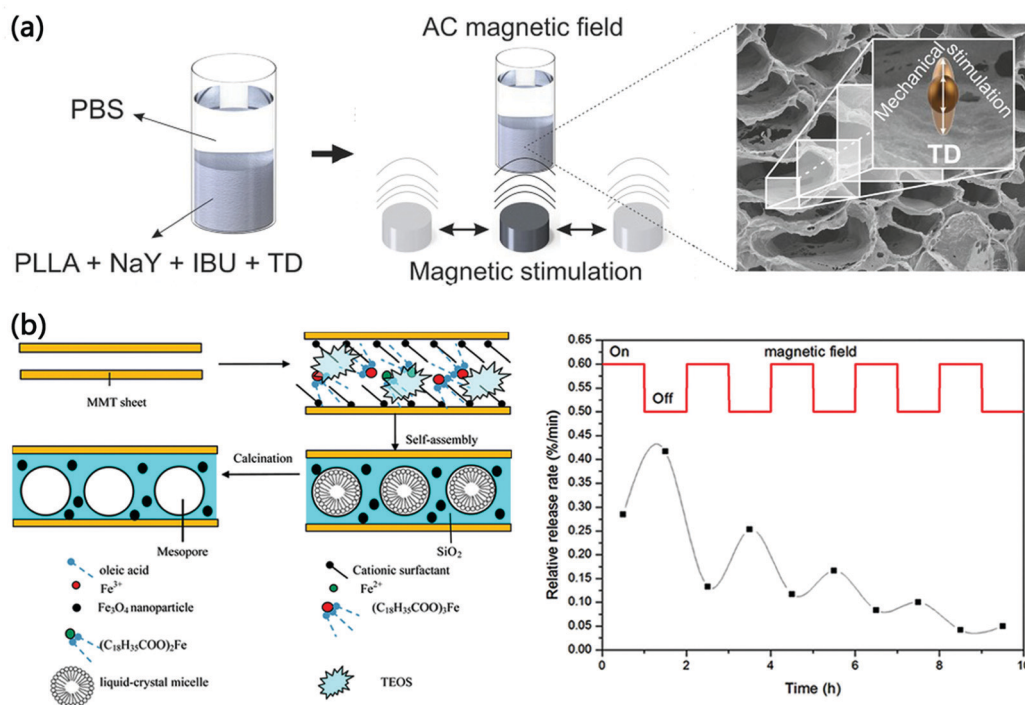 (a)
AC magnetic field
PBS
PLLA + NaY + IBU + TD
Magnetic stimulation
Mechanical stimulation
TD
(b)
MMT sheet
Self-assembly
Calcination
Mesopore
SiO₂
oleic acid
Fe³⁺
Fe₃O₄ nanoparticle
(C₁₈H₃₅COO)₂Fe
liquid-crystal micelle
Cationic surfactant
Fe²⁺
(C₁₈H₃₅COO)₃Fe
TEOS
On
magnetic field
Off
Relative release rate (%/min)
0.65
0.60
0.55
0.50
0.45
0.40
0.35
0.30
0.25
0.20
0.15
0.10
0.05
0.00
0 2 4 6 8 10
Time (h)